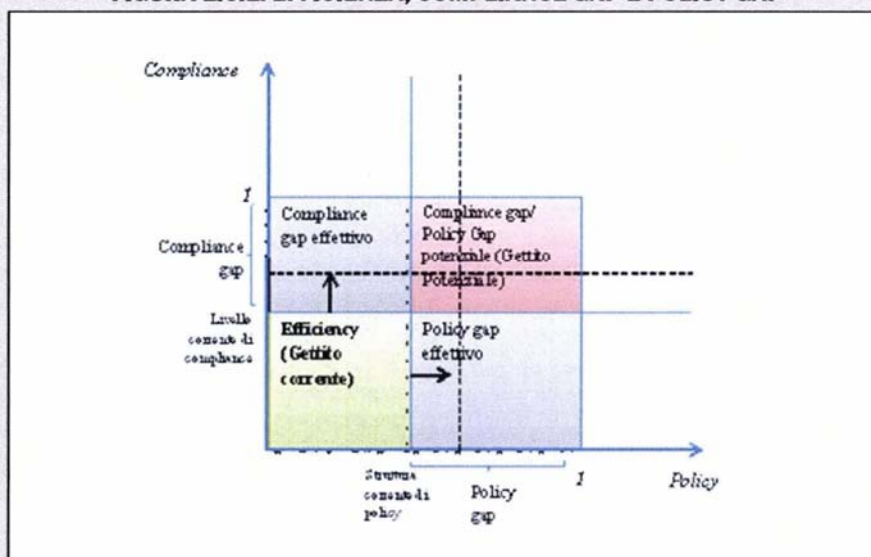 Compliance
1
Compliance
gap effettivo
Compliance gap/
Policy Gap
potenziale (Gettito
Potenziale)
Compliance
gap
Livello
corrente di
compliance
Efficiency
(Gettito
corrente)
Policy gap
effettivo
corrente di
policy
Policy
gap
1
Policy